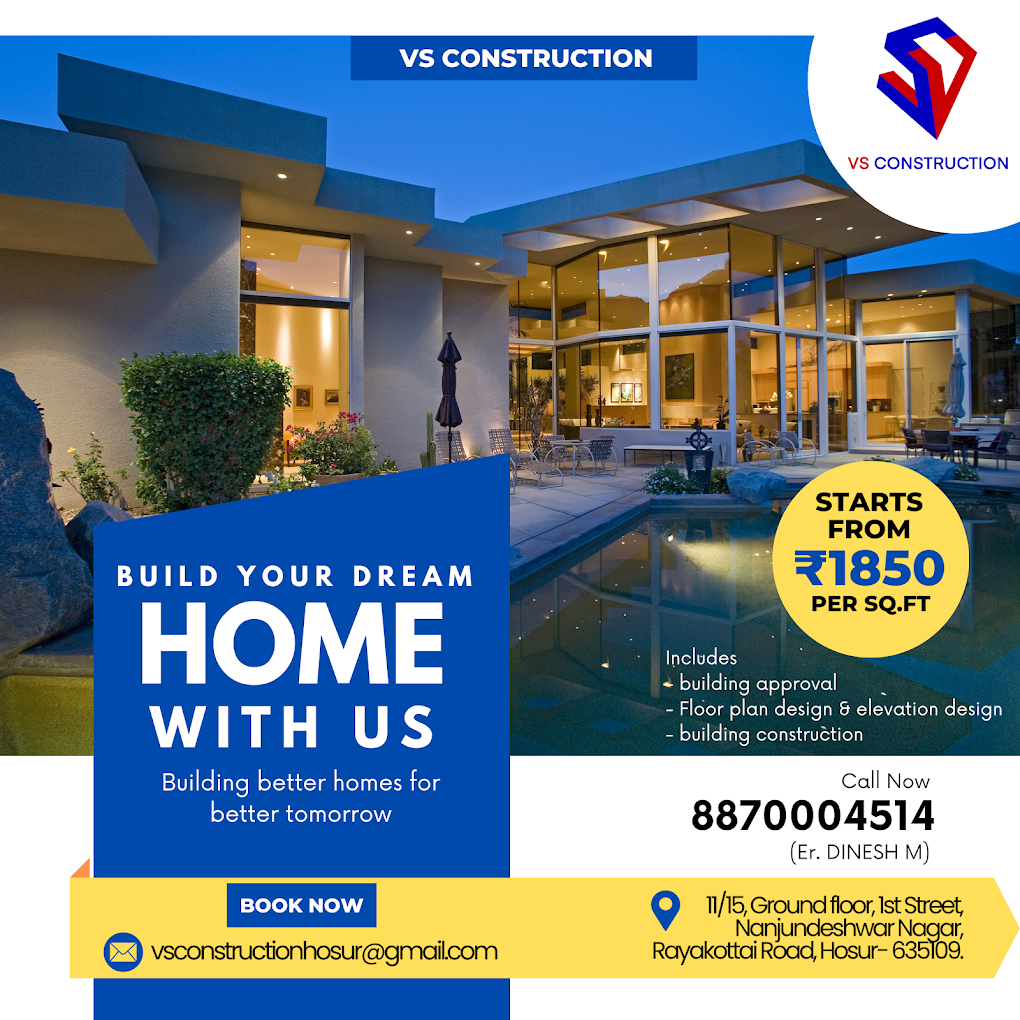 VS CONSTRUCTION
VS CONSTRUCTION
STARTS
FROM
₹1850
PER SQ.FT
BUILD YOUR DREAM
HOME
WITH US
Building better homes for
better tomorrow
Includes
- building approval
- Floor plan design & elevation design
- building construction
Call Now
8870004514
(Er. DINESH M)
BOOK NOW
vsconstructionhosur@gmail.com
11/15, Ground floor, 1st Street,
Nanjundeshwar Nagar,
Rayakottai Road, Hosur- 635109.